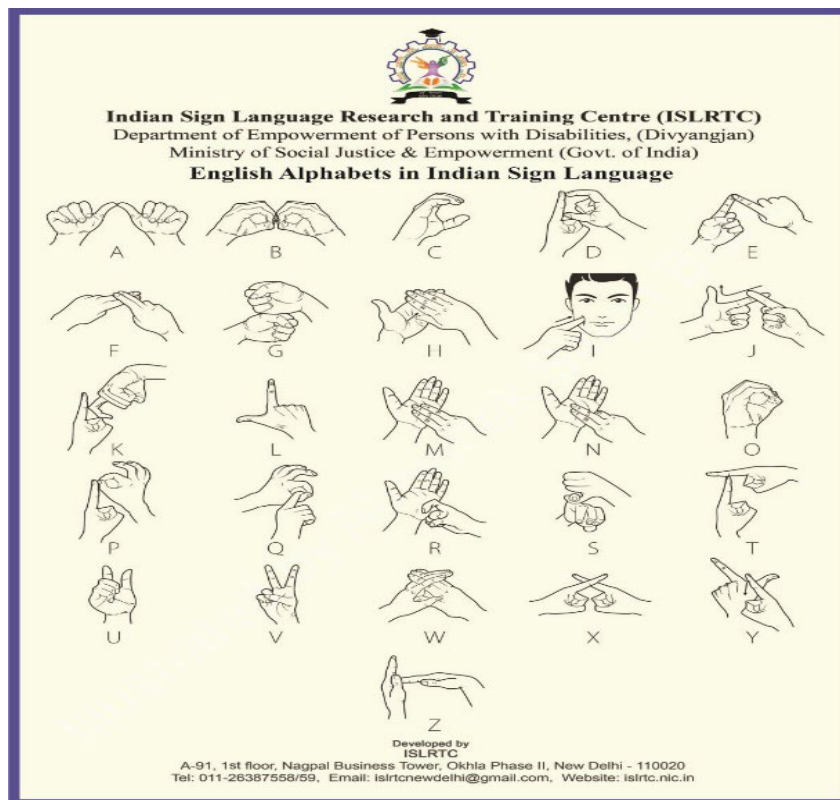 Indian Sign Language Research and Training Centre (ISLRTC)
Department of Empowerment of Persons with Disabilities, (Divyangjan)
Ministry of Social Justice & Empowerment (Govt. of India)
English Alphabets in Indian Sign Language
A B C D E
F G H I J
K L M N O
P Q R S T
U V W X Y
Z
Developed by
ISLRTC
A-91, 1st floor, Nagpal Business Tower, Okhla Phase II, New Delhi - 110020
Tel: 011-26387558/59, Email: islrtcnewdelhi@gmail.com, Website: islrtc.nic.in